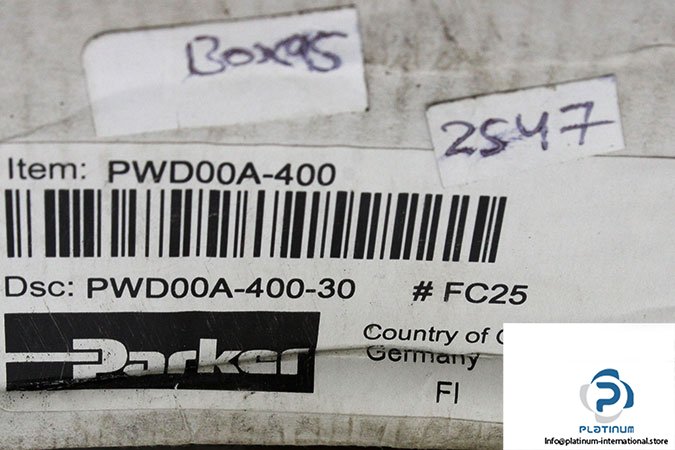 Box95
2547
Item: PWD00A-400
Dsc: PWD00A-400-30 # FC25
Parker
Country of
Germany
FI
PLATINUM
Info@platinum-international.store